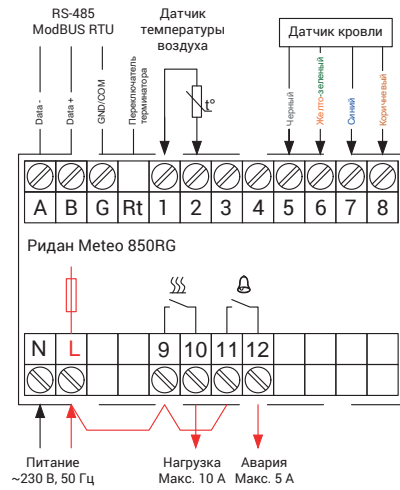 RS-485
ModBUS RTU
Датчик
температуры
воздуха
Датчик кровли
Data -
Data +
GND/COM
Переключатель
терминатора
t°
Черный
Желто-зеленый
Синий
Коричневый
A B G Rt 1 2 3 4 5 6 7 8
Ридан Meteo 850RG
N L 9 10 11 12
Питание
~230 В, 50 Гц
Нагрузка
Макс. 10 А
Авария
Макс. 5 А